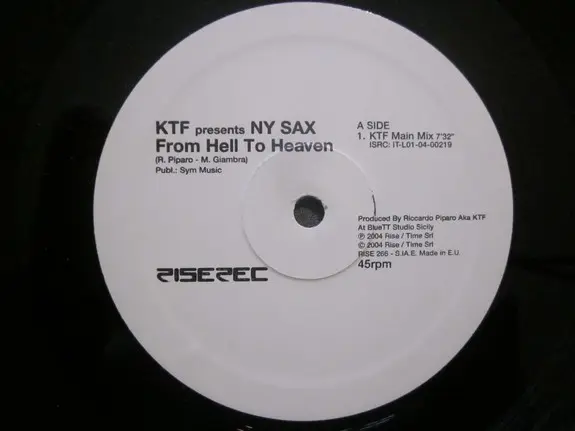 KTF presents NY SAX
From Hell To Heaven
(R. Piparo - M. Giambra)
Publ.: Sym Music
A SIDE
1. KTF Main Mix 7'32"
ISRC: IT-L01-04-00219
Produced By Riccardo Piparo Aka KTF
At BlueTT Studio Sicily
℗ 2004 Rise / Time Srl
© 2004 Rise / Time Srl
RISE 266 - S.I.A.E. Made in E.U.
45rpm
RISEREC